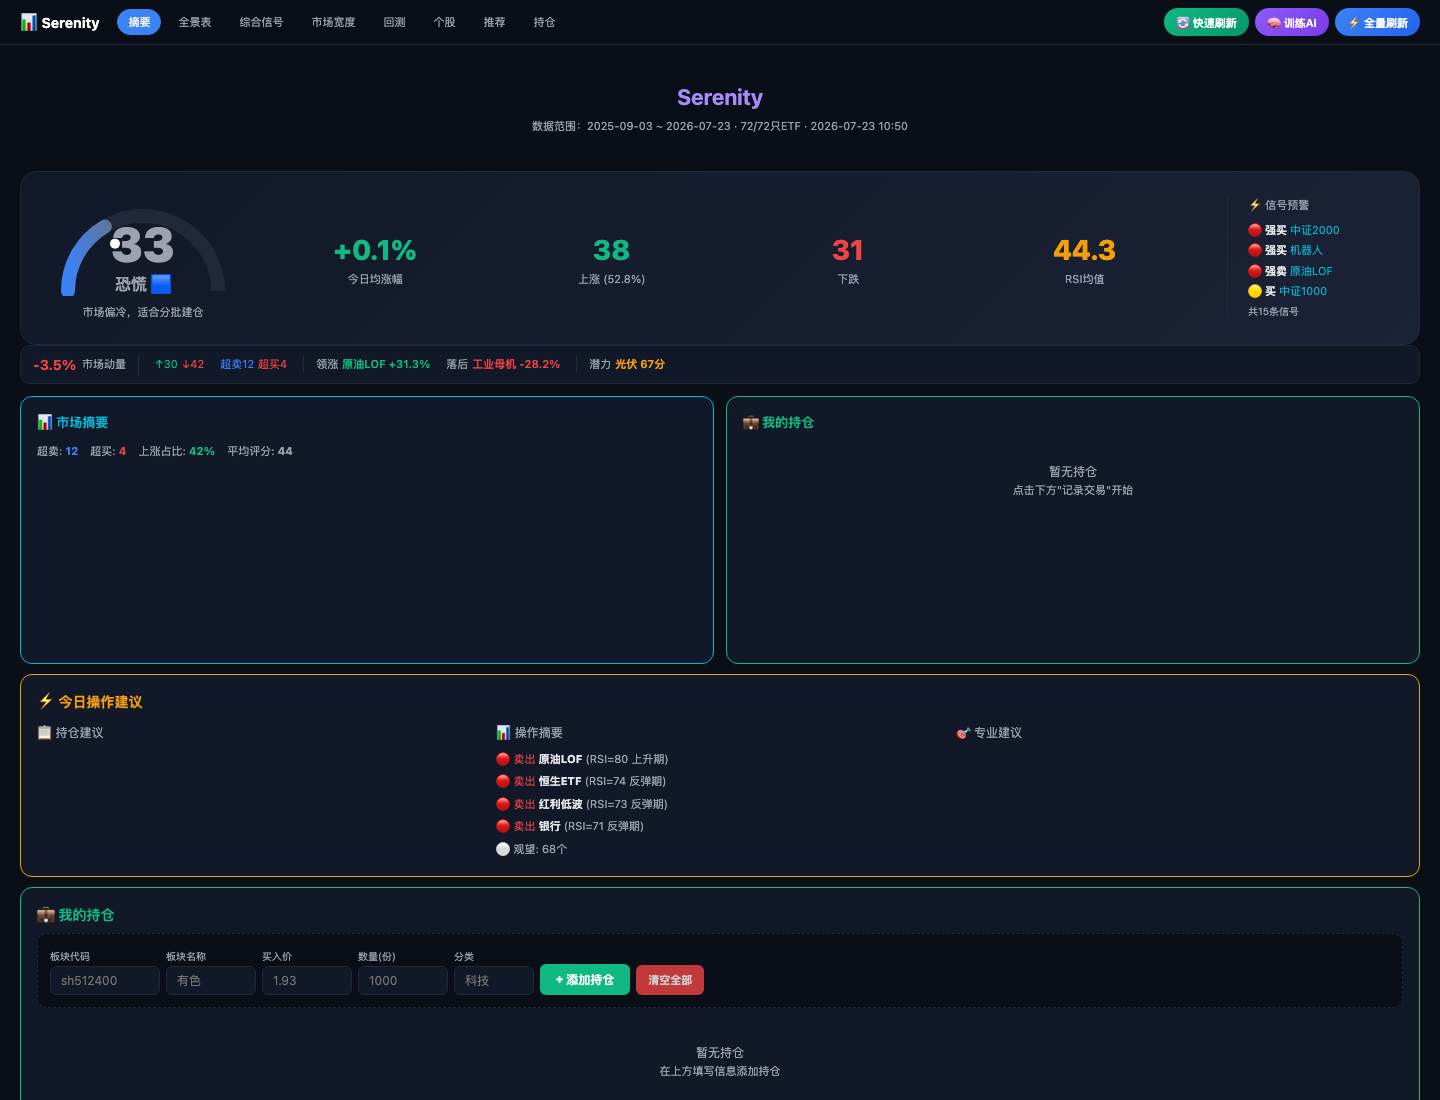 Serenity
摘要 全景表 综合信号 市场宽度 回测 个股 推荐 持仓
快速刷新 训练AI 全量刷新
Serenity
数据范围：2025-09-03 ~ 2026-07-23 · 72/72只ETF · 2026-07-23 10:50
33
恐慌
市场偏冷，适合分批建仓
+0.1%
今日均涨幅
38
上涨 (52.8%)
31
下跌
44.3
RSI均值
信号预警
强买 中证2000
强买 机器人
强卖 原油LOF
买 中证1000
共15条信号
-3.5% 市场动量 ↑30 ↓42 超卖12 超买4 领涨 原油LOF +31.3% 落后 工业母机 -28.2% 潜力 光伏 67分
市场摘要
超卖: 12 超买: 4 上涨占比: 42% 平均评分: 44
我的持仓
暂无持仓
点击下方"记录交易"开始
今日操作建议
持仓建议
操作摘要
卖出 原油LOF (RSI=80 上升期)
卖出 恒生ETF (RSI=74 反弹期)
卖出 红利低波 (RSI=73 反弹期)
卖出 银行 (RSI=71 反弹期)
观望: 68个
专业建议
我的持仓
板块代码 板块名称 买入价 数量(份) 分类
sh512400 有色 1.93 1000 科技 + 添加持仓 清空全部
暂无持仓
在上方填写信息添加持仓